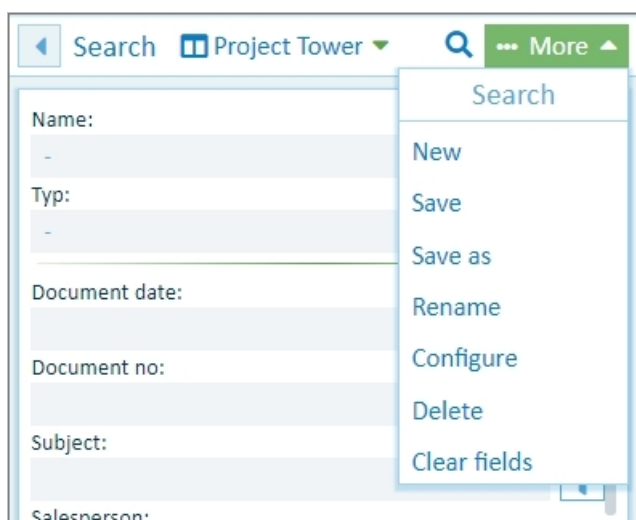 Search Project Tower ... More
Search
Name:
-
New
Save
Typ:
-
Save as
Document date:
Rename
Document no:
Configure
Delete
Subject:
Clear fields
Salesperson: